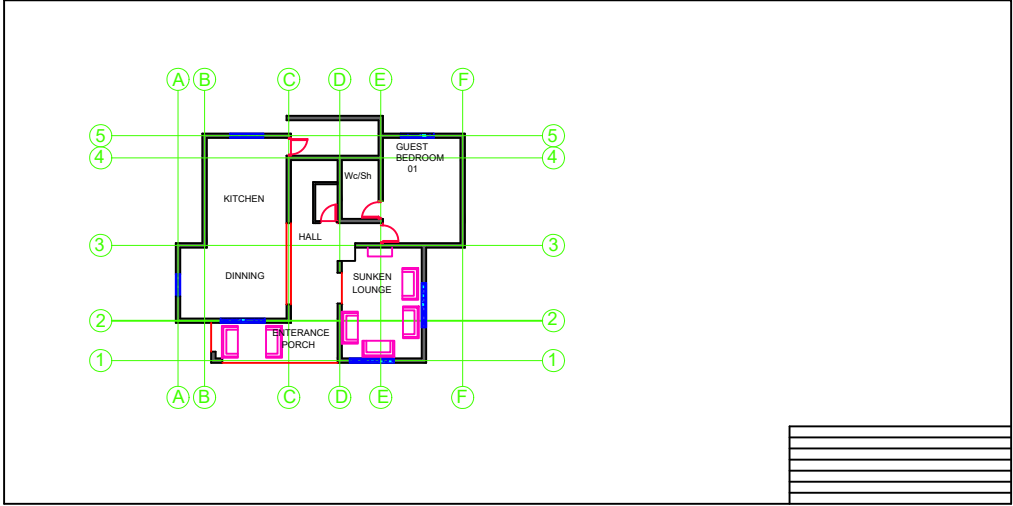 A B C D E F
5 5
4 4
GUEST
BEDROOM
01
Wc/Sh
KITCHEN
HALL
3 3
DINNING
SUNKEN
LOUNGE
2 2
ENTERANCE
PORCH
1 1
A B C D E F